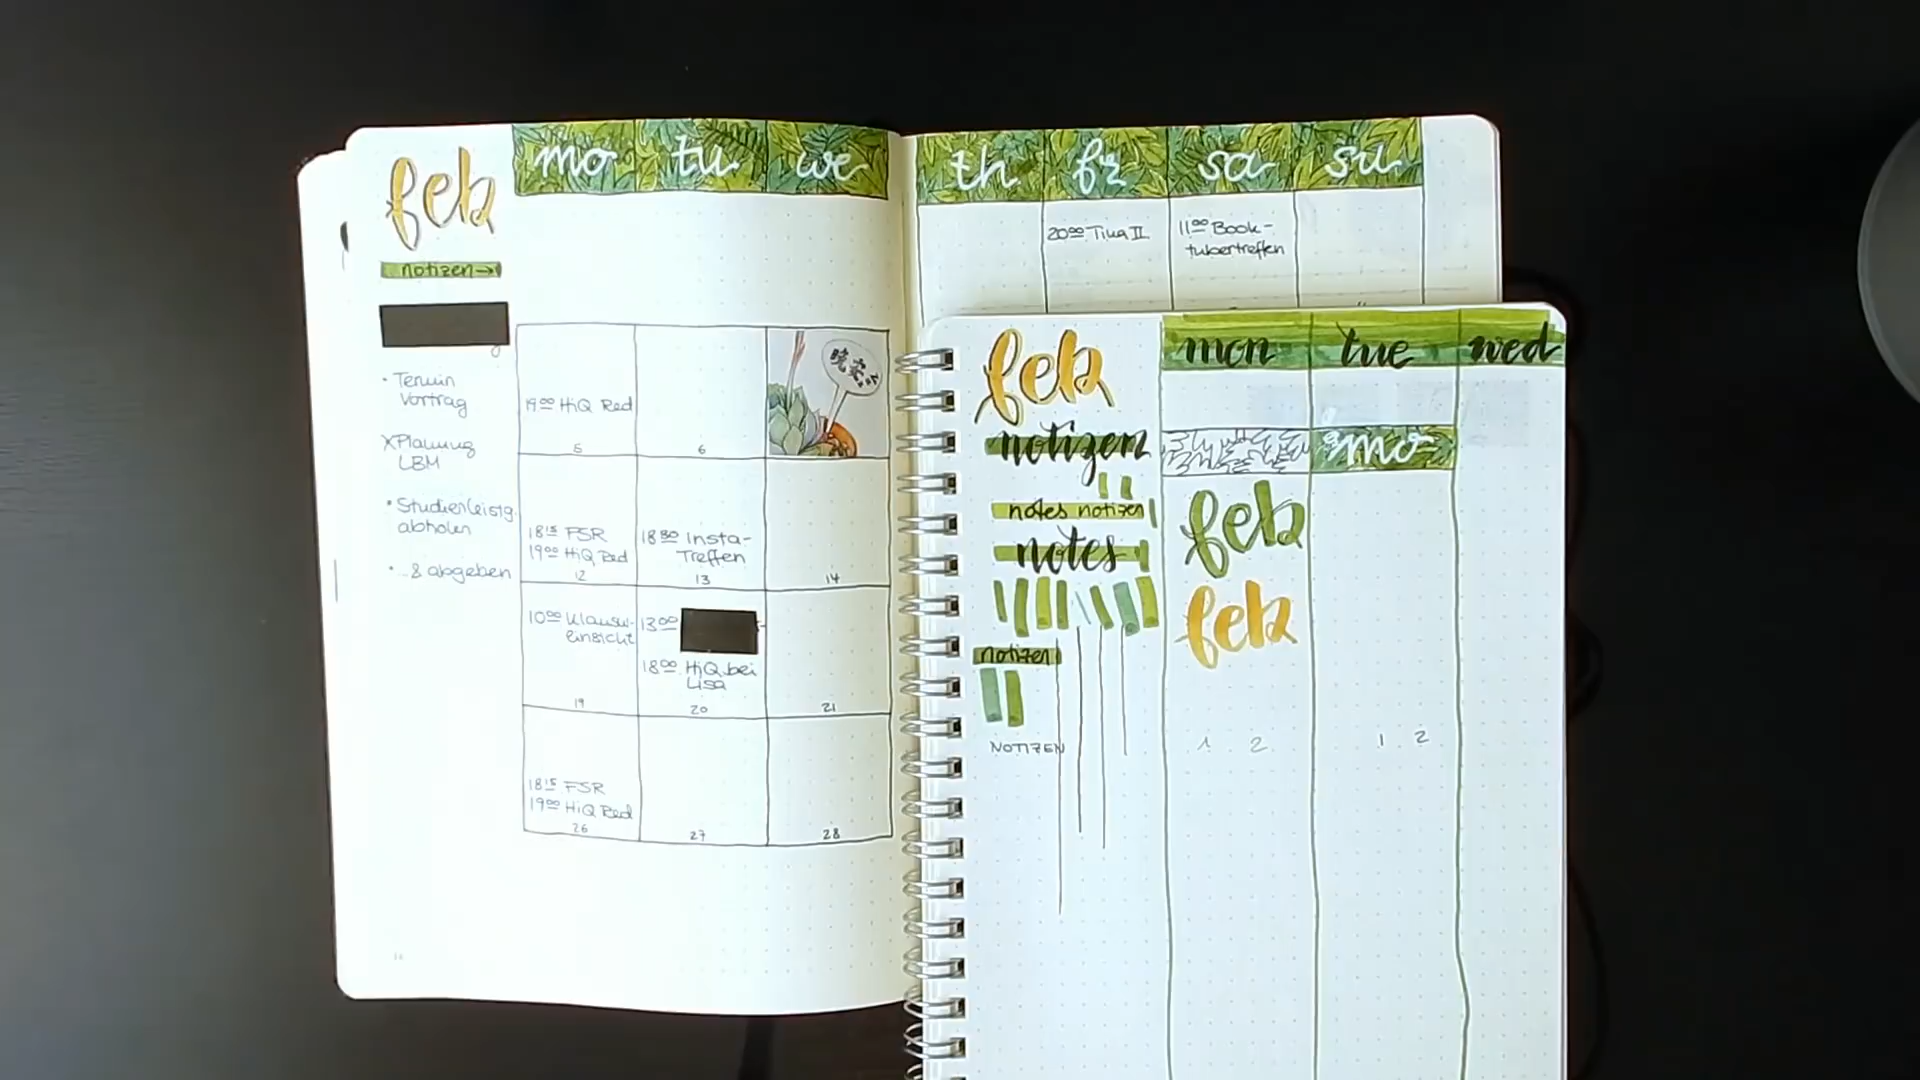 feb
mo tu we th fr sa su
notizen→
20⁰⁰ Tina II
11⁰⁰ Book-
tubertreffen
• Termin
Vortrag
Planung
LBM
• Studienleistg.
abholen
• ..& abgeben
19⁰⁰ HiQ Red
5
6
晚安
18¹⁵ FSR
19⁰⁰ HiQ Red
12
18³⁰ Insta-
Treffen
13
14
10⁰⁰ Klausur-
einsicht
19
13⁰⁰
18⁰⁰ HiQ bei
Lisa
20
21
18¹⁵ FSR
19⁰⁰ HiQ Red
26
27
28
feb
mon tue wed
notizen
mo
notes notizen
feb
notes
feb
notizen
NOTIZEN
1 2
1 2